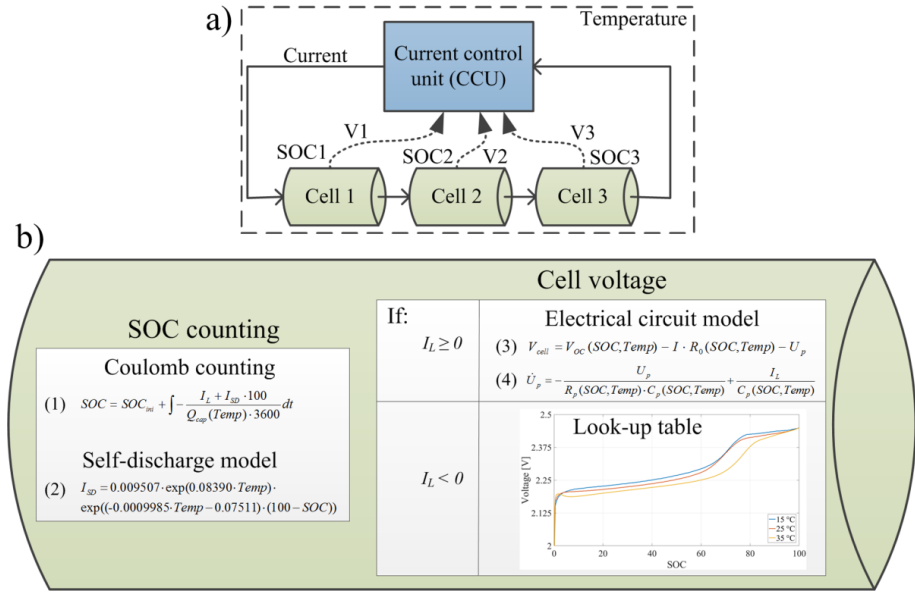 a)
Temperature
Current
Current control
unit (CCU)
V1
V2
V3
SOC1
SOC2
SOC3
Cell 1
Cell 2
Cell 3
b)
Cell voltage
SOC counting
Coulomb counting
(1) SOC = SOC_ini + ∫ − (I_L + I_SD · 100) / (Q_cap(Temp) · 3600) dt
Self-discharge model
(2) I_SD = 0.009507·exp(0.08390·Temp)·
exp((-0.0009985·Temp − 0.07511)·(100 − SOC))
If:
I_L ≥ 0
Electrical circuit model
(3) V_cell = V_OC(SOC,Temp) − I · R_0(SOC,Temp) − U_p
(4) U̇_p = − U_p / (R_p(SOC,Temp)·C_p(SOC,Temp)) + I_L / C_p(SOC,Temp)
I_L < 0
Look-up table
Voltage [V]
2.5
2.375
2.25
2.125
2
0 20 40 60 80 100
SOC
15 °C
25 °C
35 °C